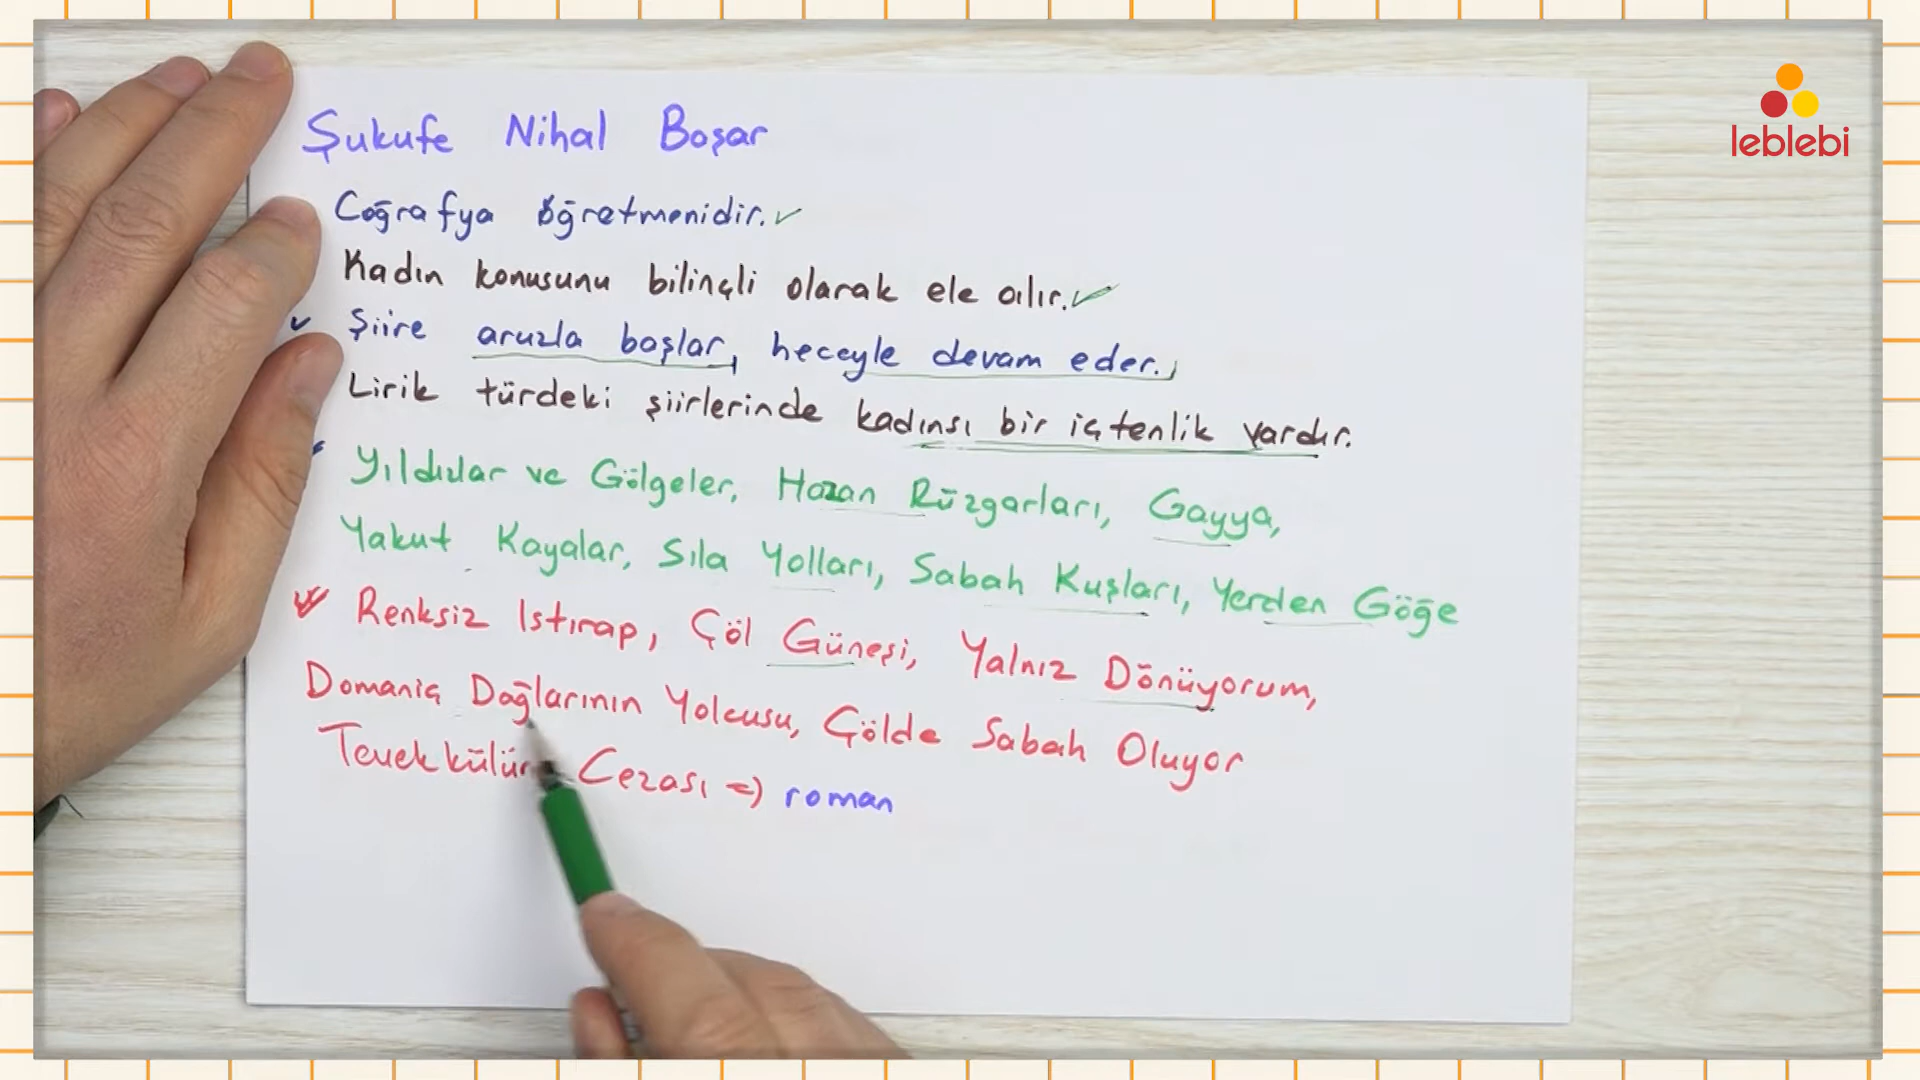 leblebi
Şukufe Nihal Başar
Coğrafya öğretmenidir.
Kadın konusunu bilinçli olarak ele alır.
Şiire aruzla başlar, heceyle devam eder.
Lirik türdeki şiirlerinde kadınsı bir içtenlik vardır.
Yıldızlar ve Gölgeler, Hazan Rüzgarları, Gayya,
Yakut Kayalar, Sıla Yolları, Sabah Kuşları, Yerden Göğe
Renksiz Istırap, Çöl Güneşi, Yalnız Dönüyorum,
Domaniç Dağlarının Yolcusu, Çölde Sabah Oluyor
Tevekkülün Cezası => roman